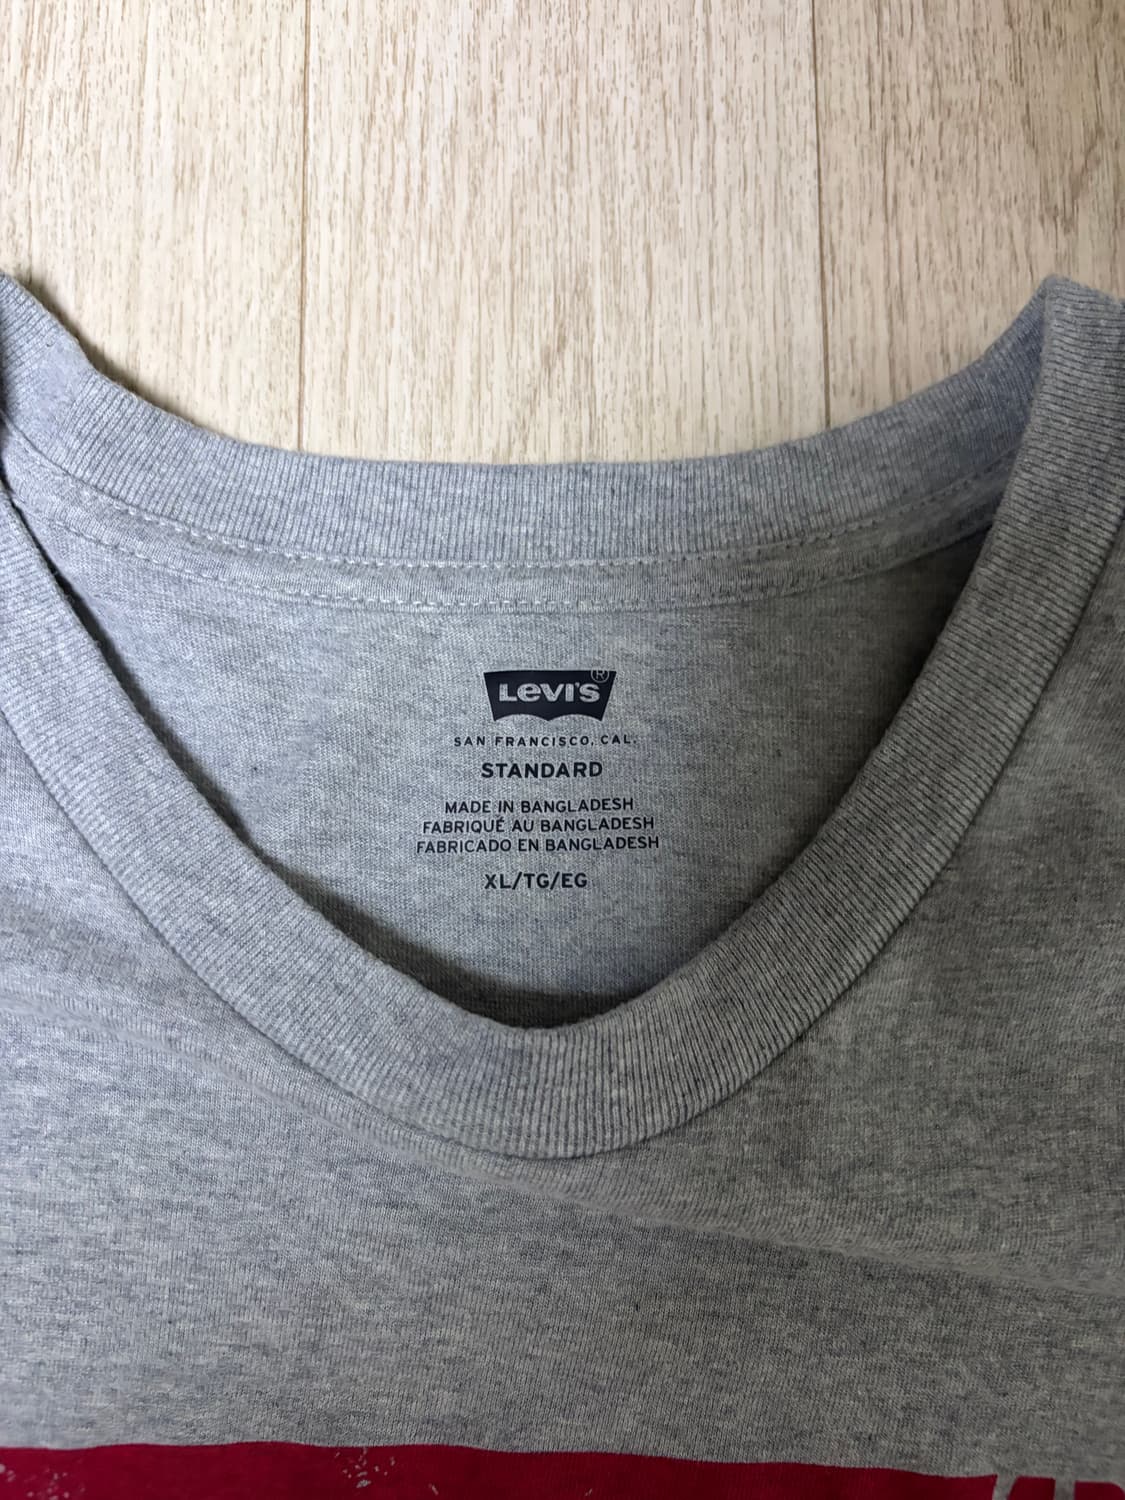 Levi's®
SAN FRANCISCO, CAL.
STANDARD
MADE IN BANGLADESH
FABRIQUÉ AU BANGLADESH
FABRICADO EN BANGLADESH
XL/TG/EG